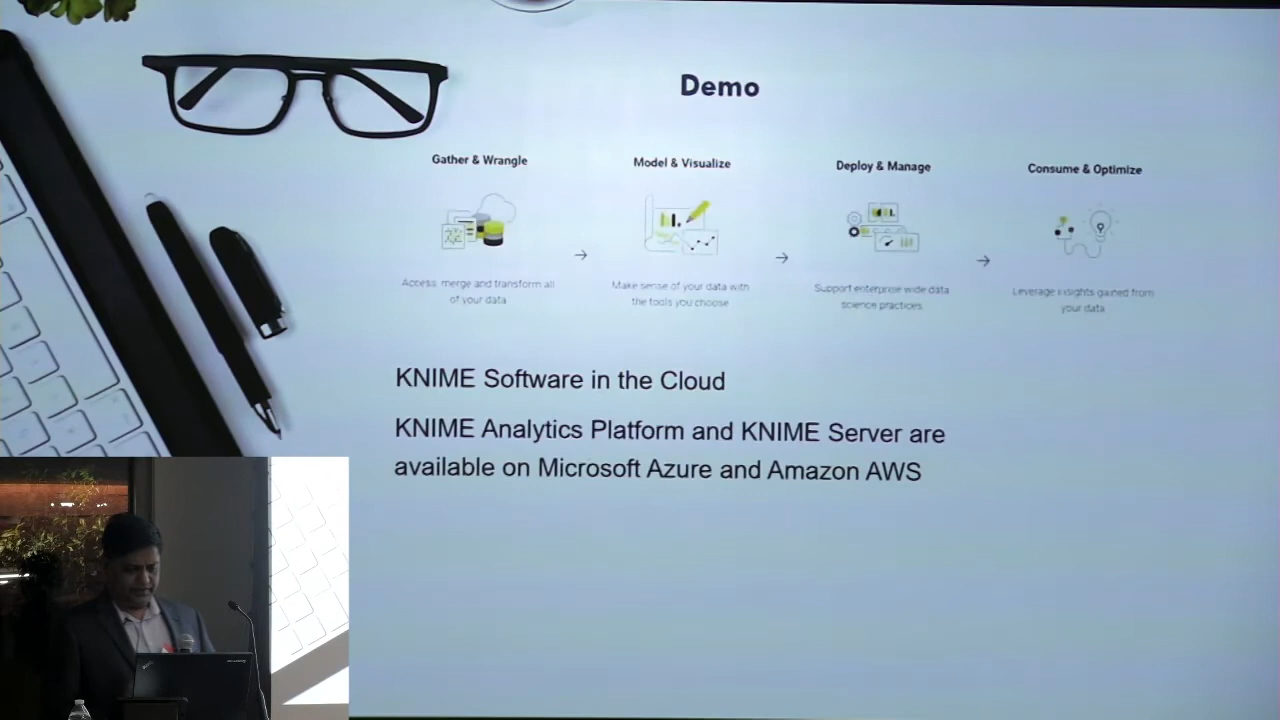 Demo
Gather & Wrangle
Model & Visualize
Deploy & Manage
Consume & Optimize
Access, merge and transform all
of your data
Make sense of your data with
the tools you choose
Support enterprise wide data
science practices
Leverage insights gained from
your data
KNIME Software in the Cloud
KNIME Analytics Platform and KNIME Server are
available on Microsoft Azure and Amazon AWS